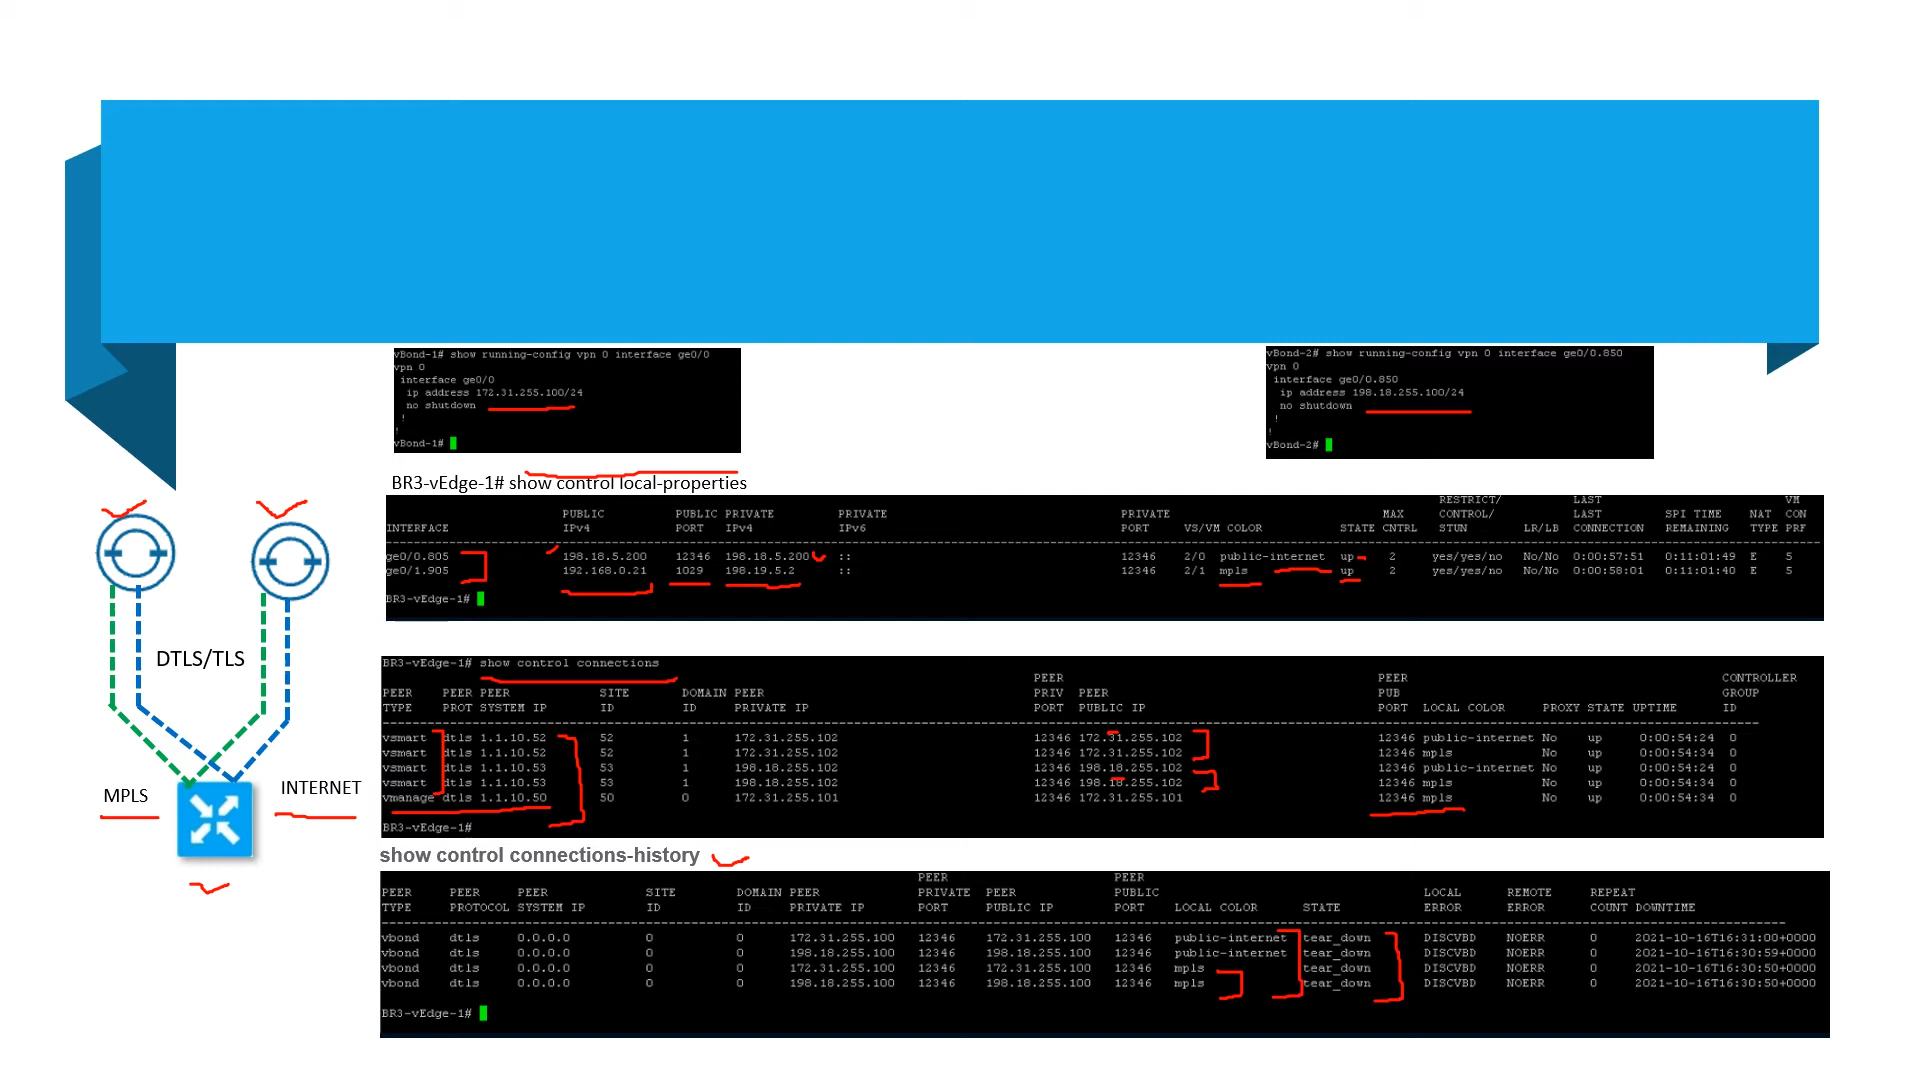 vBond-1# show running-config vpn 0 interface ge0/0
vpn 0
interface ge0/0
ip address 172.31.255.100/24
no shutdown
!
!
vBond-1#
vBond-2# show running-config vpn 0 interface ge0/0.850
vpn 0
interface ge0/0.850
ip address 198.18.255.100/24
no shutdown
!
!
vBond-2#
BR3-vEdge-1# show control local-properties
RESTRICT/ LAST VM
PUBLIC PUBLIC PRIVATE PRIVATE PRIVATE MAX CONTROL/ LAST SPI TIME NAT CON
INTERFACE IPv4 PORT IPv4 IPv6 PORT VS/VM COLOR STATE CNTRL STUN LR/LB CONNECTION REMAINING TYPE PRF
ge0/0.805 198.18.5.200 12346 198.18.5.200 :: 12346 2/0 public-internet up 2 yes/yes/no No/No 0:00:57:51 0:11:01:49 E 5
ge0/1.905 192.168.0.21 1029 198.19.5.2 :: 12346 2/1 mpls up 2 yes/yes/no No/No 0:00:58:01 0:11:01:40 E 5
BR3-vEdge-1#
DTLS/TLS
MPLS
INTERNET
BR3-vEdge-1# show control connections
PEER PEER CONTROLLER
PEER PEER PEER SITE DOMAIN PEER PRIV PEER PUB GROUP
TYPE PROT SYSTEM IP ID ID PRIVATE IP PORT PUBLIC IP PORT LOCAL COLOR PROXY STATE UPTIME ID
vsmart dtls 1.1.10.52 52 1 172.31.255.102 12346 172.31.255.102 12346 public-internet No up 0:00:54:24 0
vsmart dtls 1.1.10.52 52 1 172.31.255.102 12346 172.31.255.102 12346 mpls No up 0:00:54:34 0
vsmart dtls 1.1.10.53 53 1 198.18.255.102 12346 198.18.255.102 12346 public-internet No up 0:00:54:24 0
vsmart dtls 1.1.10.53 53 1 198.18.255.102 12346 198.18.255.102 12346 mpls No up 0:00:54:34 0
vmanage dtls 1.1.10.50 50 0 172.31.255.101 12346 172.31.255.101 12346 mpls No up 0:00:54:34 0
BR3-vEdge-1#
show control connections-history
PEER PEER
PEER PEER PEER SITE DOMAIN PEER PRIVATE PEER PUBLIC LOCAL REMOTE REPEAT
TYPE PROTOCOL SYSTEM IP ID ID PRIVATE IP PORT PUBLIC IP PORT LOCAL COLOR STATE ERROR ERROR COUNT DOWNTIME
vbond dtls 0.0.0.0 0 0 172.31.255.100 12346 172.31.255.100 12346 public-internet tear_down DISCVBD NOERR 0 2021-10-16T16:31:00+0000
vbond dtls 0.0.0.0 0 0 198.18.255.100 12346 198.18.255.100 12346 public-internet tear_down DISCVBD NOERR 0 2021-10-16T16:30:59+0000
vbond dtls 0.0.0.0 0 0 172.31.255.100 12346 172.31.255.100 12346 mpls tear_down DISCVBD NOERR 0 2021-10-16T16:30:50+0000
vbond dtls 0.0.0.0 0 0 198.18.255.100 12346 198.18.255.100 12346 mpls tear_down DISCVBD NOERR 0 2021-10-16T16:30:50+0000
BR3-vEdge-1#